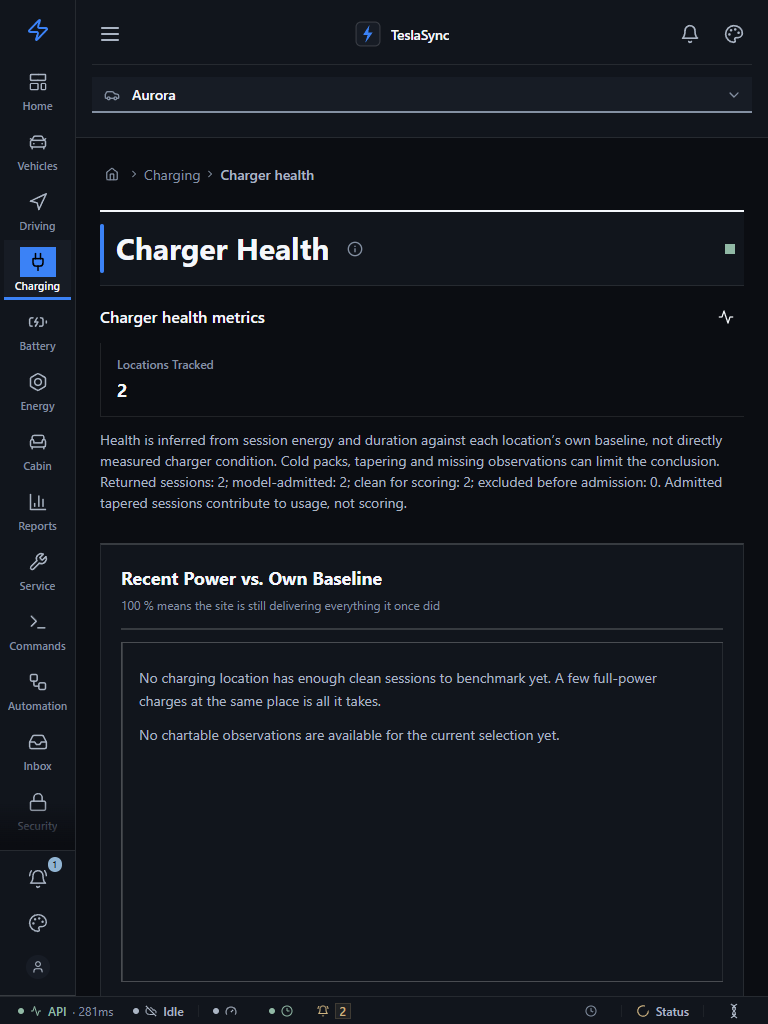 TeslaSync
Aurora
Home
Vehicles
Driving
Charging
Battery
Energy
Cabin
Reports
Service
Commands
Automation
Inbox
Security
1
Charging
Charger health
Charger Health
Charger health metrics
Locations Tracked
2
Health is inferred from session energy and duration against each location's own baseline, not directly
measured charger condition. Cold packs, tapering and missing observations can limit the conclusion.
Returned sessions: 2; model-admitted: 2; clean for scoring: 2; excluded before admission: 0. Admitted
tapered sessions contribute to usage, not scoring.
Recent Power vs. Own Baseline
100 % means the site is still delivering everything it once did
No charging location has enough clean sessions to benchmark yet. A few full-power
charges at the same place is all it takes.
No chartable observations are available for the current selection yet.
API · 281ms
Idle
2
Status